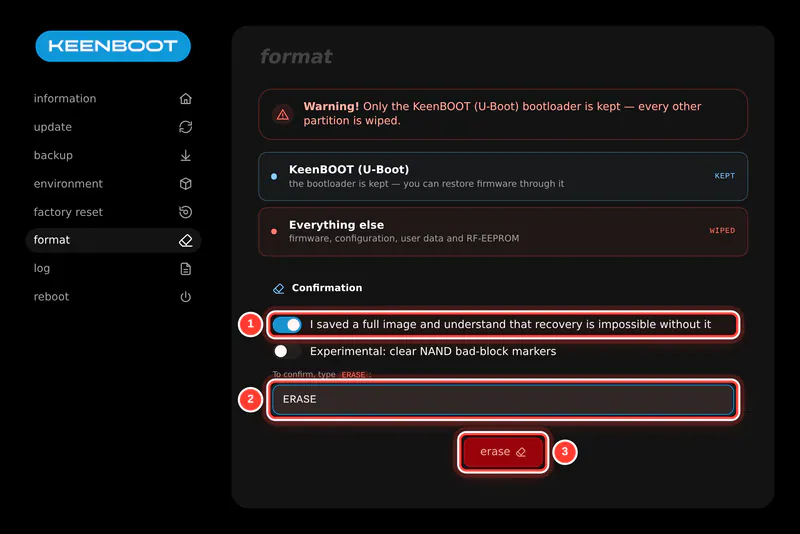 KEENBOOT
information
update
backup
environment
factory reset
format
log
reboot
format
Warning! Only the KeenBOOT (U-Boot) bootloader is kept — every other
partition is wiped.
KeenBOOT (U-Boot)
the bootloader is kept — you can restore firmware through it
KEPT
Everything else
firmware, configuration, user data and RF-EEPROM
WIPED
Confirmation
1
I saved a full image and understand that recovery is impossible without it
Experimental: clear NAND bad-block markers
To confirm, type ERASE:
2
ERASE
erase
3